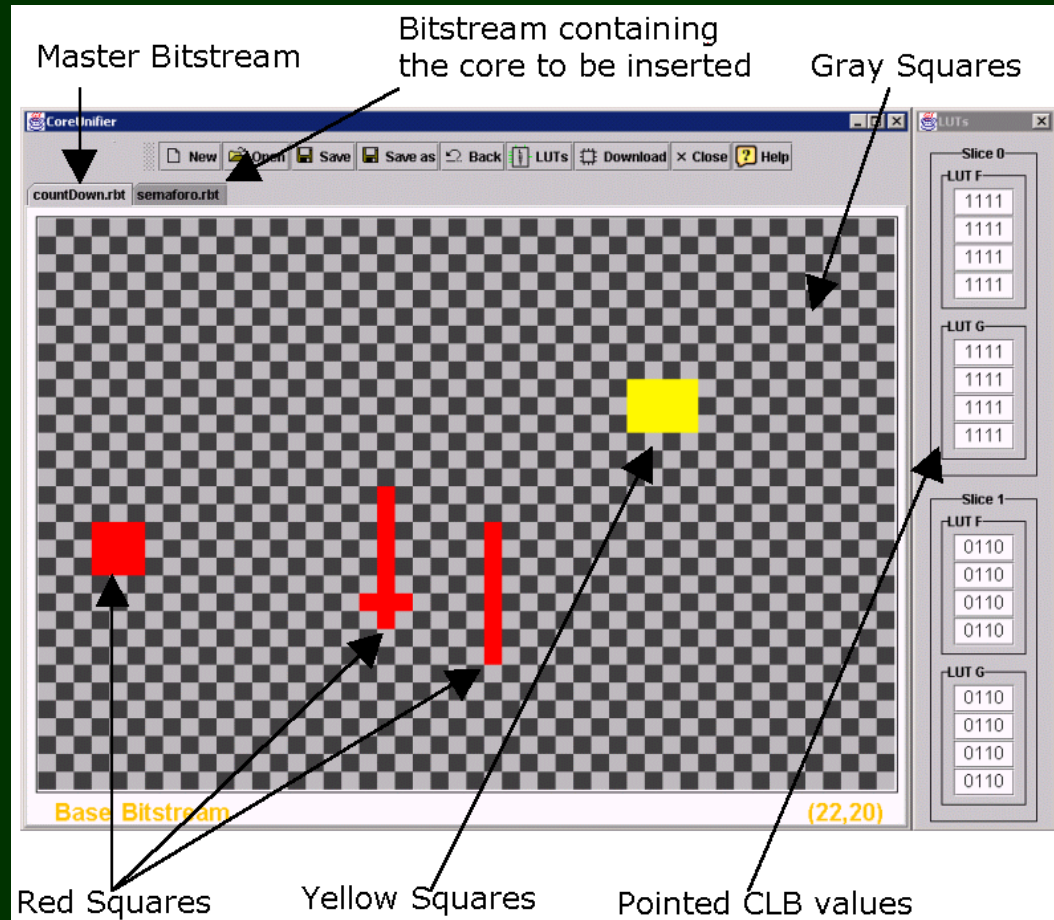 Master Bitstream
Bitstream containing
the core to be inserted
Gray Squares
CoreUnifier
New Open Save Save as Back LUTs Download Close Help
countDown.rbt semaforo.rbt
Base Bitstream (22,20)
LUTs
Slice 0
LUT F
1111
1111
1111
1111
LUT G
1111
1111
1111
1111
Slice 1
LUT F
0110
0110
0110
0110
LUT G
0110
0110
0110
0110
Red Squares
Yellow Squares
Pointed CLB values